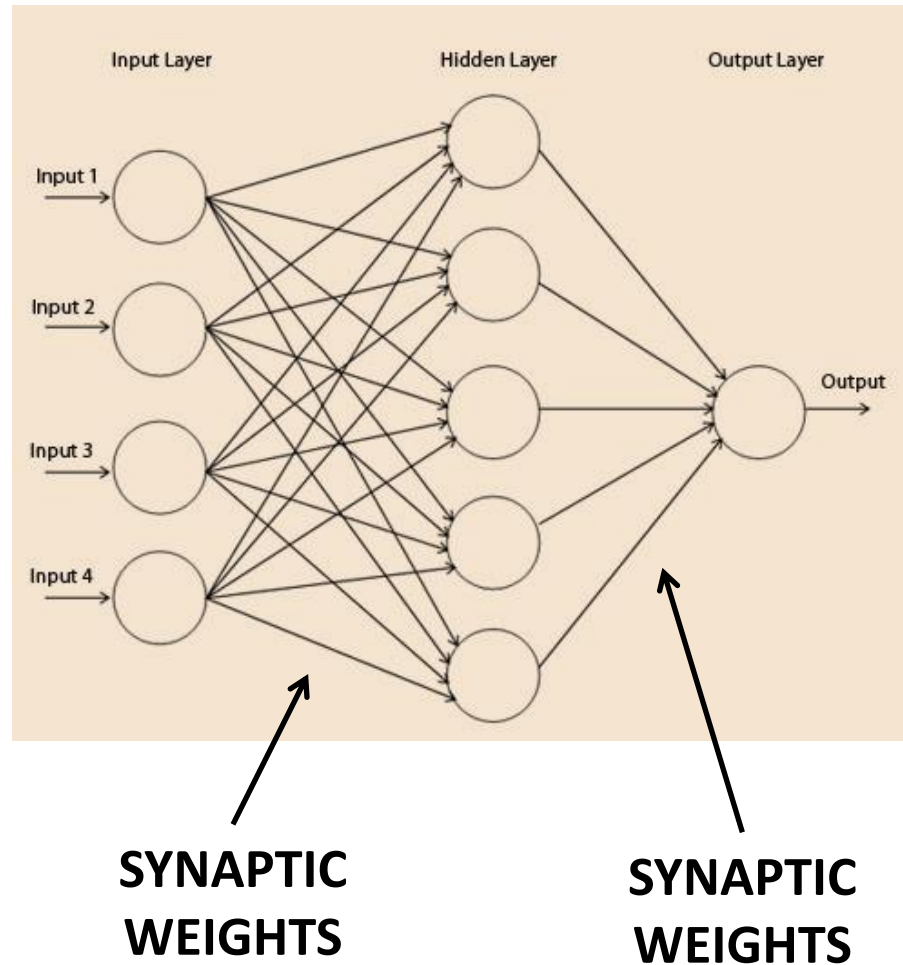 Input Layer
Hidden Layer
Output Layer
Input 1
Input 2
Input 3
Input 4
Output
SYNAPTIC
WEIGHTS
SYNAPTIC
WEIGHTS